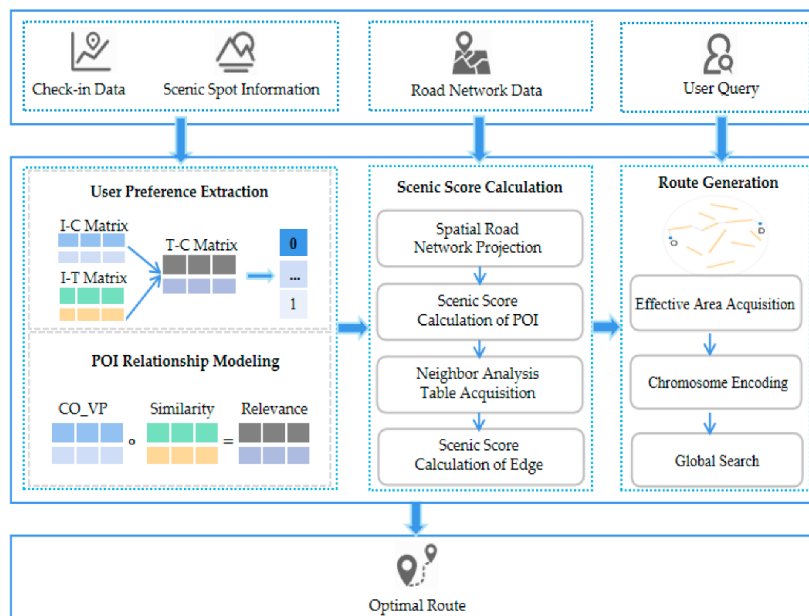 Check-in Data
Scenic Spot Information
Road Network Data
User Query
User Preference Extraction
I-C Matrix
T-C Matrix
I-T Matrix
0
...
1
POI Relationship Modeling
CO_VP
Similarity
Relevance
∘
=
Scenic Score Calculation
Spatial Road
Network Projection
Scenic Score
Calculation of POI
Neighbor Analysis
Table Acquisition
Scenic Score
Calculation of Edge
Route Generation
Effective Area Acquisition
Chromosome Encoding
Global Search
Optimal Route